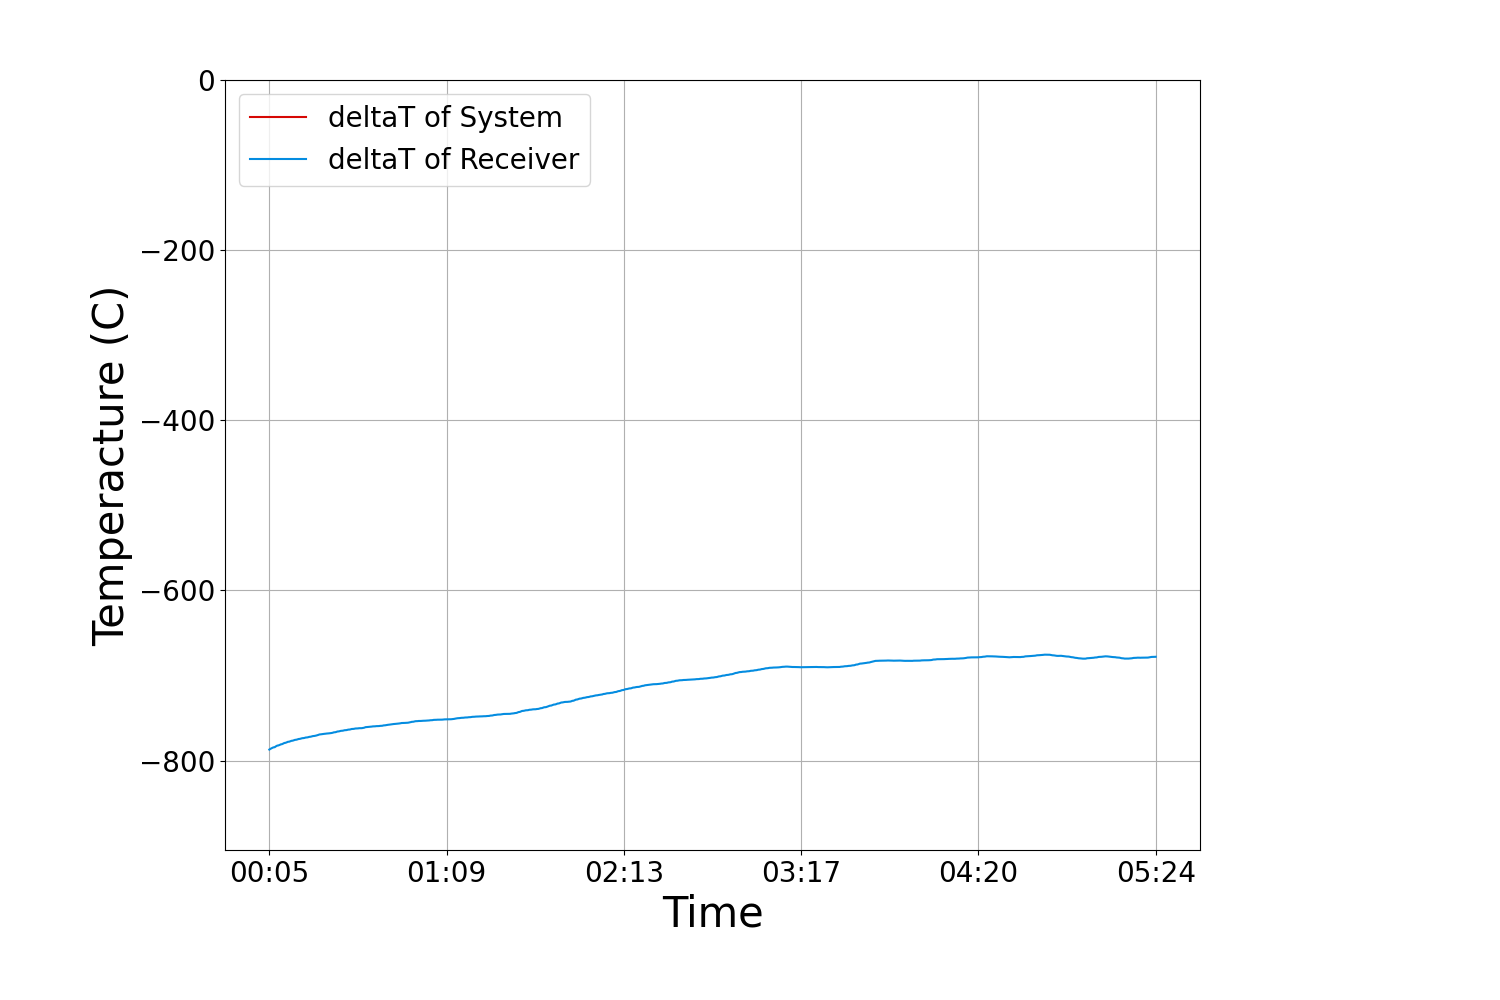 deltaT of System
deltaT of Receiver
0
−200
−400
−600
−800
Temperacture (C)
00:05 01:09 02:13 03:17 04:20 05:24
Time